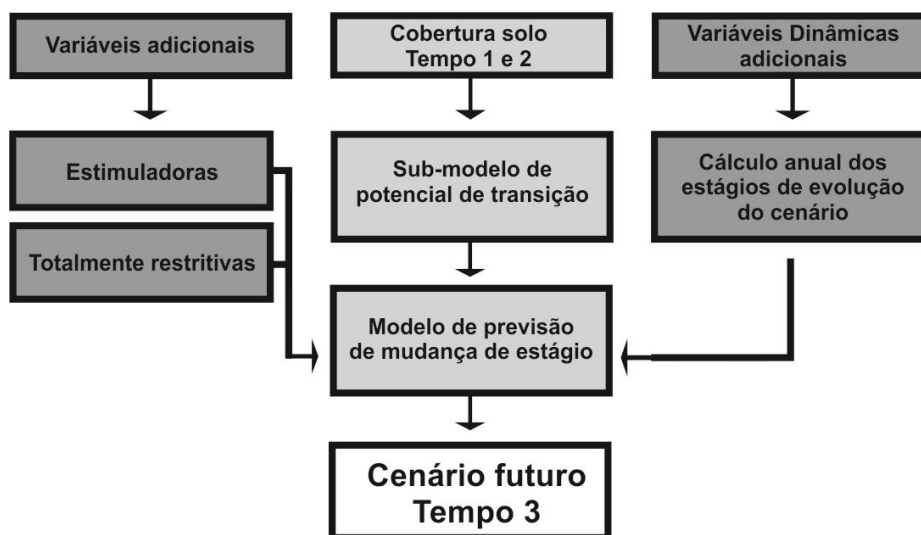 Variáveis adicionais
Cobertura solo
Tempo 1 e 2
Variáveis Dinâmicas
adicionais
Estimuladoras
Totalmente restritivas
Sub-modelo de
potencial de transição
Cálculo anual dos
estágios de evolução
do cenário
Modelo de previsão
de mudança de estágio
Cenário futuro
Tempo 3